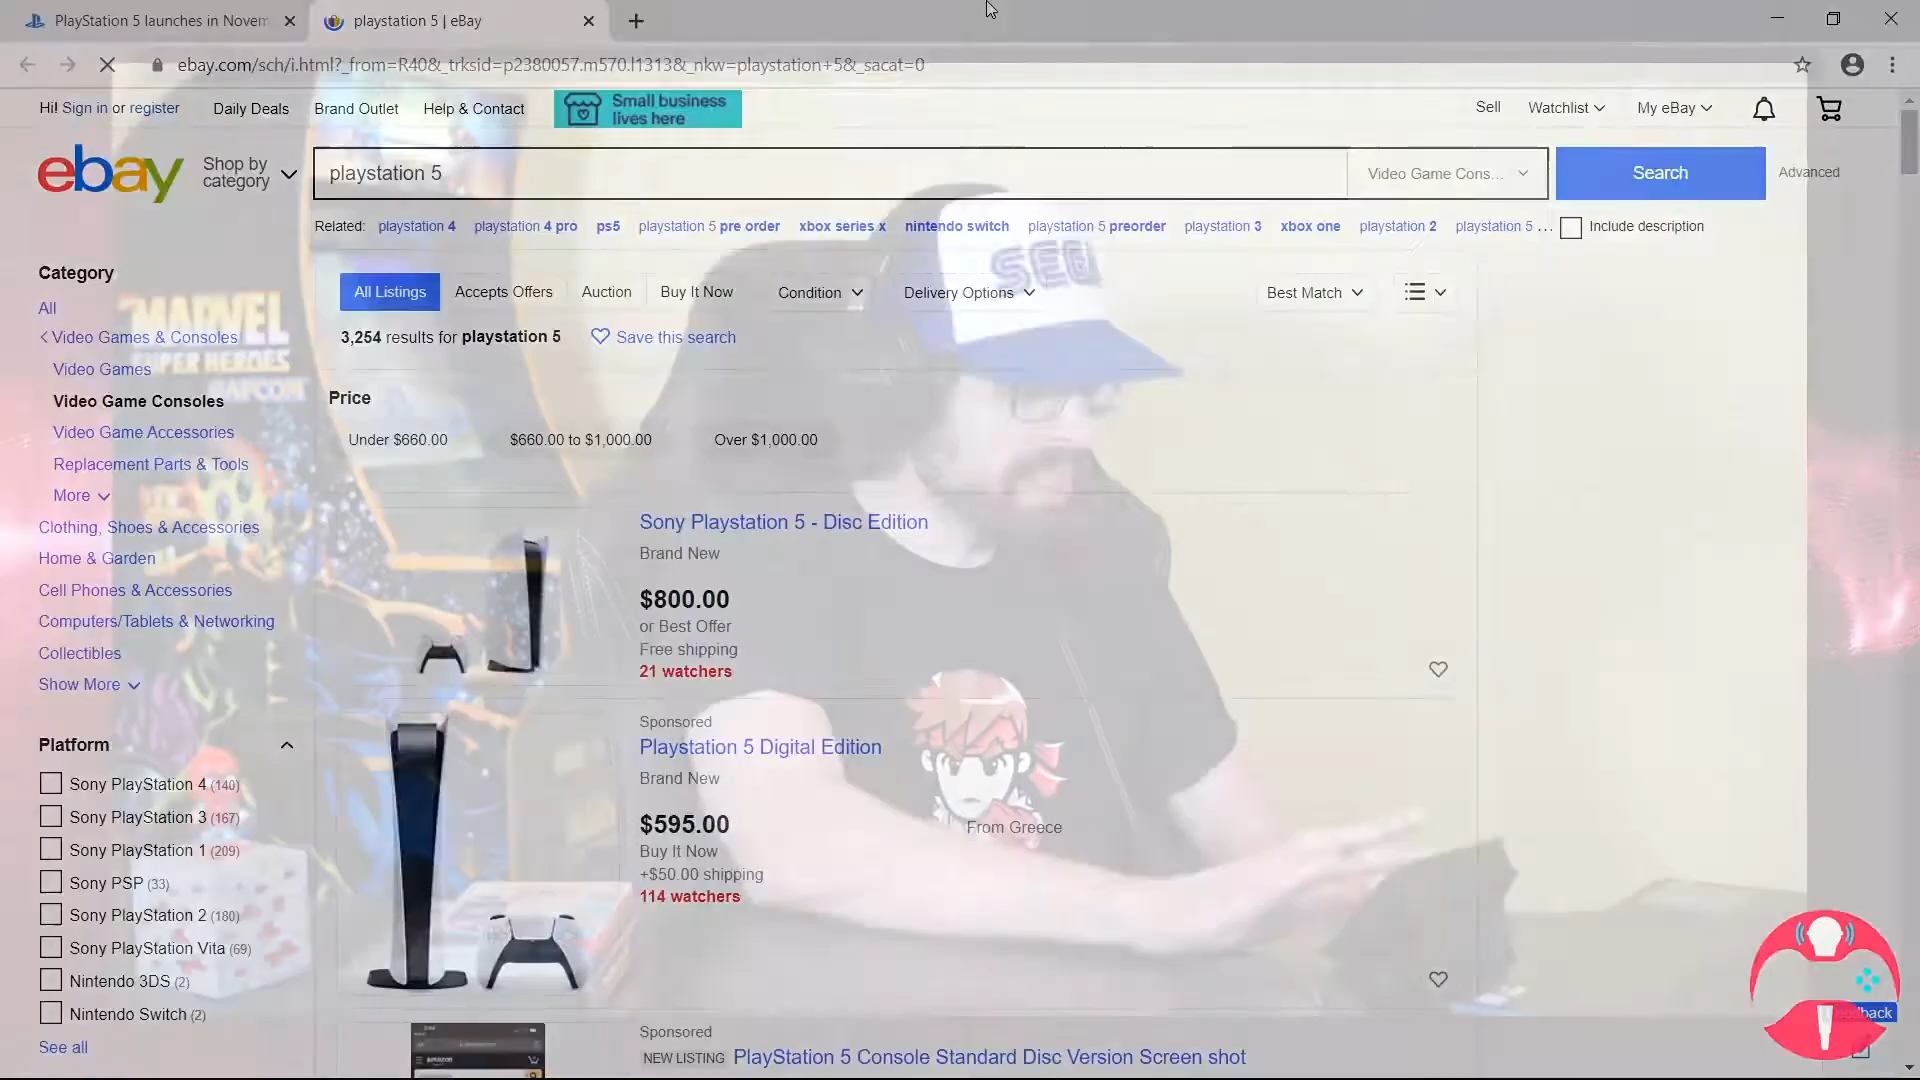 PlayStation 5 launches in Novem
playstation 5 | eBay
ebay.com/sch/i.html?_from=R40&_trksid=p2380057.m570.l1313&_nkw=playstation+5&_sacat=0
Hi! Sign in or register
Daily Deals
Brand Outlet
Help & Contact
Small business
lives here
Sell
Watchlist
My eBay
ebay
Shop by
category
playstation 5
Video Game Cons...
Search
Advanced
Related: playstation 4 playstation 4 pro ps5 playstation 5 pre order xbox series x nintendo switch playstation 5 preorder playstation 3 xbox one playstation 2 playstation 5 ...
Include description
SEGA
Category
All
Video Games & Consoles
Video Games
Video Game Consoles
Video Game Accessories
Replacement Parts & Tools
More
Clothing, Shoes & Accessories
Home & Garden
Cell Phones & Accessories
Computers/Tablets & Networking
Collectibles
Show More
MARVEL
SUPER HEROES
CAPCOM
Platform
Sony PlayStation 4 (140)
Sony PlayStation 3 (167)
Sony PlayStation 1 (209)
Sony PSP (33)
Sony PlayStation 2 (180)
Sony PlayStation Vita (69)
Nintendo 3DS (2)
Nintendo Switch (2)
See all
All Listings
Accepts Offers
Auction
Buy It Now
Condition
Delivery Options
Best Match
3,254 results for playstation 5
Save this search
Price
Under $660.00
$660.00 to $1,000.00
Over $1,000.00
Sony Playstation 5 - Disc Edition
Brand New
$800.00
or Best Offer
Free shipping
21 watchers
Sponsored
Playstation 5 Digital Edition
Brand New
$595.00
From Greece
Buy It Now
+$50.00 shipping
114 watchers
Sponsored
NEW LISTING PlayStation 5 Console Standard Disc Version Screen shot
amazon